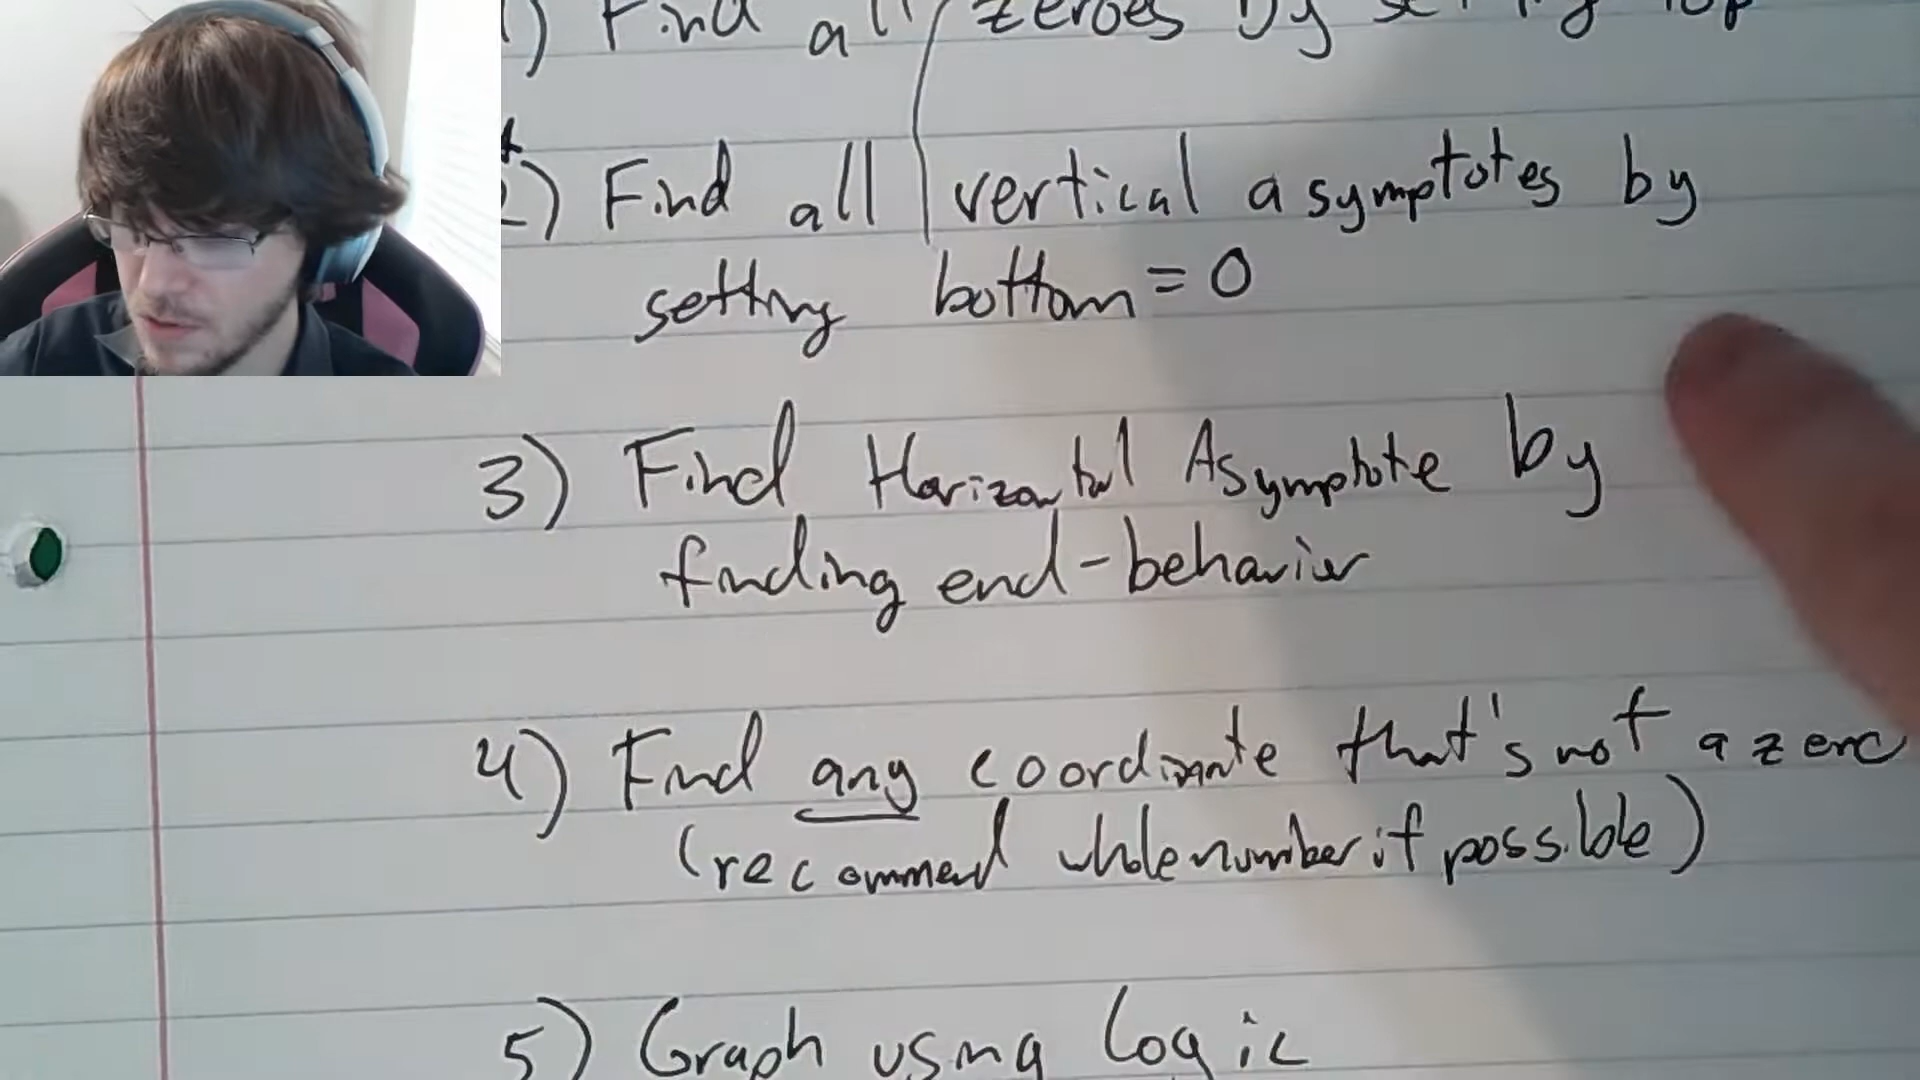 1) Find all zeroes by setting top
2) Find all vertical asymptotes by
setting bottom = 0
3) Find Horizontal Asymptote by
finding end-behavior
4) Find any coordinate that's not a zero
(recommend whole number if possible)
5) Graph using logic